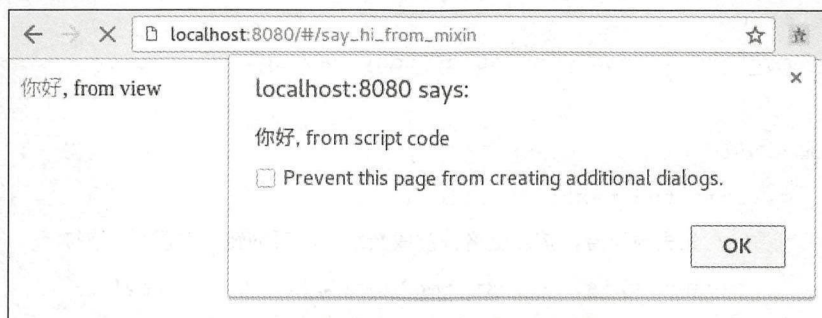 localhost:8080/#/say_hi_from_mixin
你好, from view
localhost:8080 says:
你好, from script code
Prevent this page from creating additional dialogs.
OK